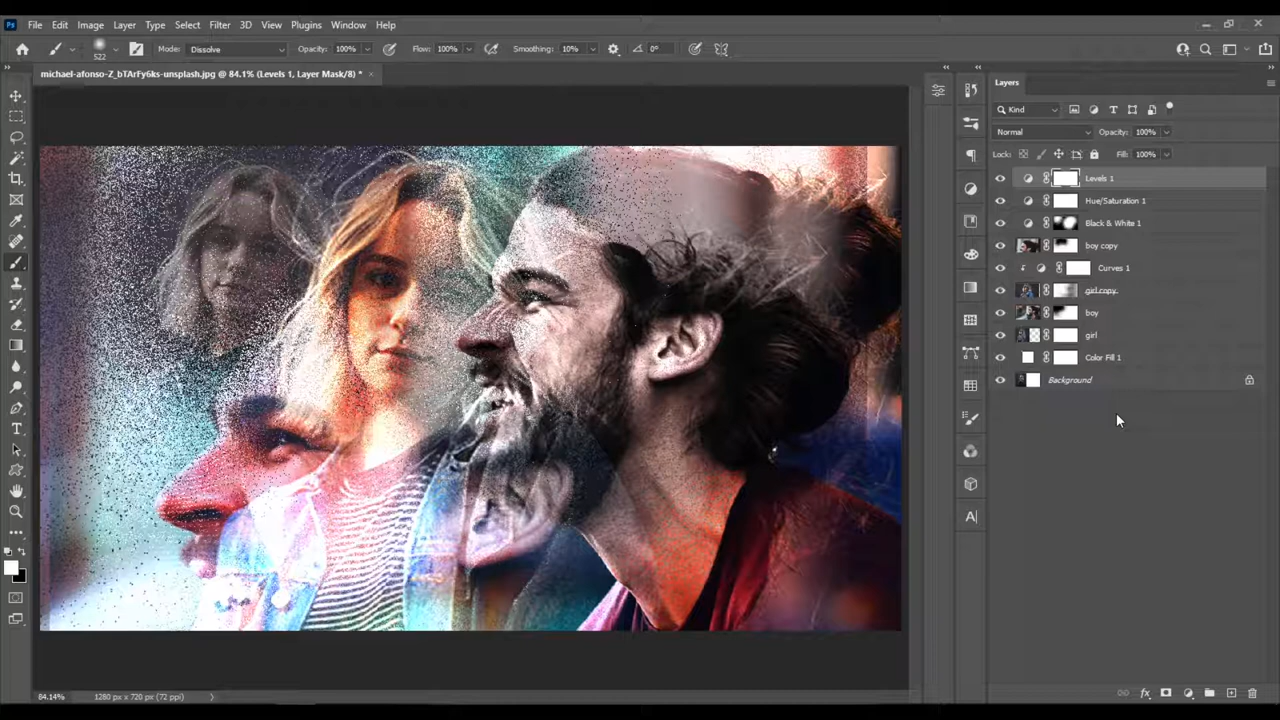 Ps File Edit Image Layer Type Select Filter 3D View Plugins Window Help
522 Mode: Dissolve Opacity: 100% Flow: 100% Smoothing: 10% 0°
michael-afonso-Z_bTArFy6ks-unsplash.jpg @ 84.1% (Levels 1, Layer Mask/8) *
Layers
Kind
Normal Opacity: 100%
Lock: Fill: 100%
Levels 1
Hue/Saturation 1
Black & White 1
boy copy
Curves 1
girl copy
boy
girl
Color Fill 1
Background
84.14% 1280 px x 720 px (72 ppi)